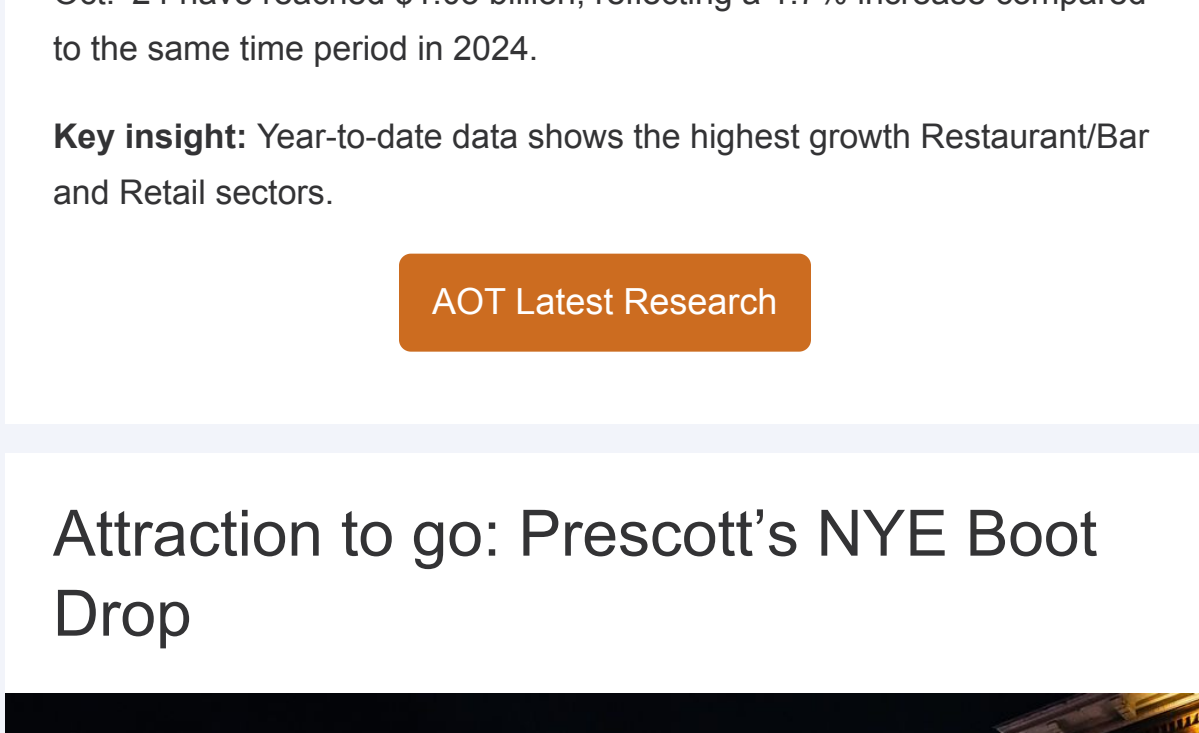 to the same time period in 2024.
Key insight: Year-to-date data shows the highest growth Restaurant/Bar
and Retail sectors.
AOT Latest Research
Attraction to go: Prescott’s NYE Boot
Drop